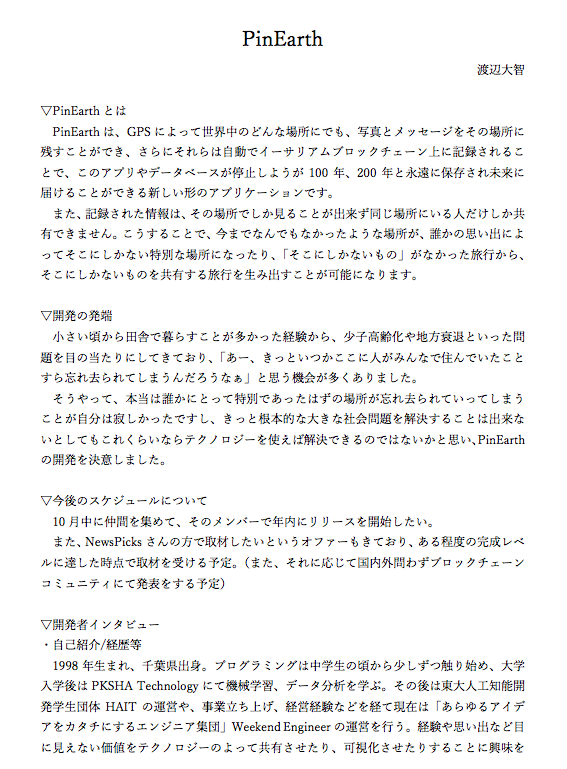 PinEarth
渡辺大智
▽PinEarth とは
PinEarth は、GPS によって世界中のどんな場所にでも、写真とメッセージをその場所に
残すことができ、さらにそれらは自動でイーサリアムブロックチェーン上に記録されるこ
とで、このアプリやデータベースが停止しようが 100 年、200 年と永遠に保存され未来に
届けることができる新しい形のアプリケーションです。
また、記録された情報は、その場所でしか見ることが出来ず同じ場所にいる人だけしか共
有できません。こうすることで、今までなんでもなかったような場所が、誰かの思い出によ
ってそこにしかない特別な場所になったり、「そこにしかないもの」がなかった旅行から、
そこにしかないものを共有する旅行を生み出すことが可能になります。
▽開発の発端
小さい頃から田舎で暮らすことが多かった経験から、少子高齢化や地方衰退といった問
題を目の当たりにしてきており、「あー、きっといつかここに人がみんなで住んでいたこと
すら忘れ去られてしまうんだろうなぁ」と思う機会が多くありました。
そうやって、本当は誰かにとって特別であったはずの場所が忘れ去られていってしまう
ことが自分は寂しかったですし、きっと根本的な大きな社会問題を解決することは出来な
いとしてもこれくらいならテクノロジーを使えば解決できるのではないかと思い、PinEarth
の開発を決意しました。
▽今後のスケジュールについて
10 月中に仲間を集めて、そのメンバーで年内にリリースを開始したい。
また、NewsPicks さんの方で取材したいというオファーもきており、ある程度の完成レベ
ルに達した時点で取材を受ける予定。（また、それに応じて国内外問わずブロックチェーン
コミュニティにて発表をする予定）
▽開発者インタビュー
・自己紹介/経歴等
1998 年生まれ、千葉県出身。プログラミングは中学生の頃から少しずつ触り始め、大学
入学後は PKSHA Technology にて機械学習、データ分析を学ぶ。その後は東大人工知能開
発学生団体 HAIT の運営や、事業立ち上げ、経営経験などを経て現在は「あらゆるアイデ
アをカタチにするエンジニア集団」Weekend Engineer の運営を行う。経験や思い出など目
に見えない価値をテクノロジーのよって共有させたり、可視化させたりすることに興味を